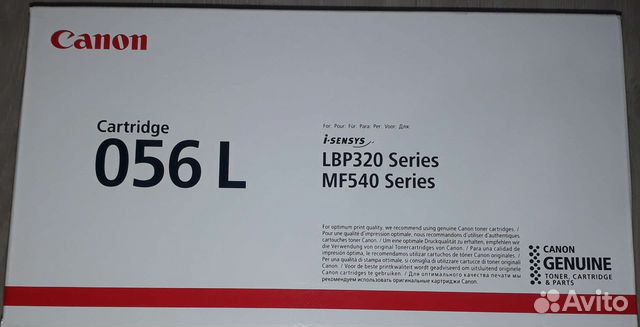 Canon
Cartridge
056 L
For: Pour: Für: Para: Per: Voor: Для:
i-SENSYS
LBP320 Series
MF540 Series
For optimum print quality, we recommend using genuine Canon toner cartridges. /
Pour une qualité d'impression optimale, nous recommandons d'utiliser d'authentiques
cartouches toner Canon. / Um eine optimale Druckqualität zu erhalten, empfehlen wir
die Verwendung von original Tonercartridges von Canon. / Para una calidad de
impresión óptima, le recomendamos utilizar cartuchos de tóner Canon originales. /
Per una qualità di stampa ottimale, si consiglia di utilizzare cartucce di toner originali
Canon. / Voor de beste printkwaliteit wordt geadviseerd om uitsluitend originele
Canon cartridges te gebruiken. / Для оптимального качества печати мы
рекомендуем использовать оригинальные картриджи Canon.
CANON
GENUINE
TONER, CARTRIDGE
& PARTS
Avito